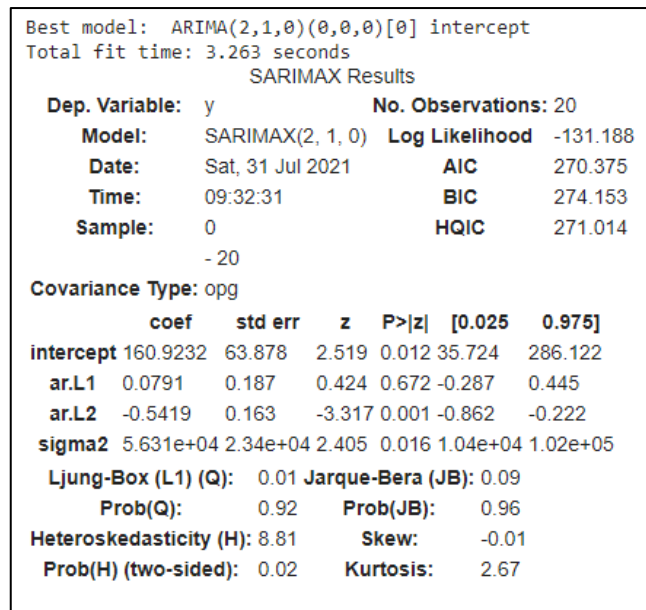 Best model:  ARIMA(2,1,0)(0,0,0)[0] intercept
Total fit time: 3.263 seconds
SARIMAX Results
Dep. Variable: y No. Observations: 20
Model: SARIMAX(2, 1, 0) Log Likelihood -131.188
Date: Sat, 31 Jul 2021 AIC 270.375
Time: 09:32:31 BIC 274.153
Sample: 0 HQIC 271.014
- 20
Covariance Type: opg
coef std err z P>|z| [0.025 0.975]
intercept 160.9232 63.878 2.519 0.012 35.724 286.122
ar.L1 0.0791 0.187 0.424 0.672 -0.287 0.445
ar.L2 -0.5419 0.163 -3.317 0.001 -0.862 -0.222
sigma2 5.631e+04 2.34e+04 2.405 0.016 1.04e+04 1.02e+05
Ljung-Box (L1) (Q): 0.01 Jarque-Bera (JB): 0.09
Prob(Q): 0.92 Prob(JB): 0.96
Heteroskedasticity (H): 8.81 Skew: -0.01
Prob(H) (two-sided): 0.02 Kurtosis: 2.67